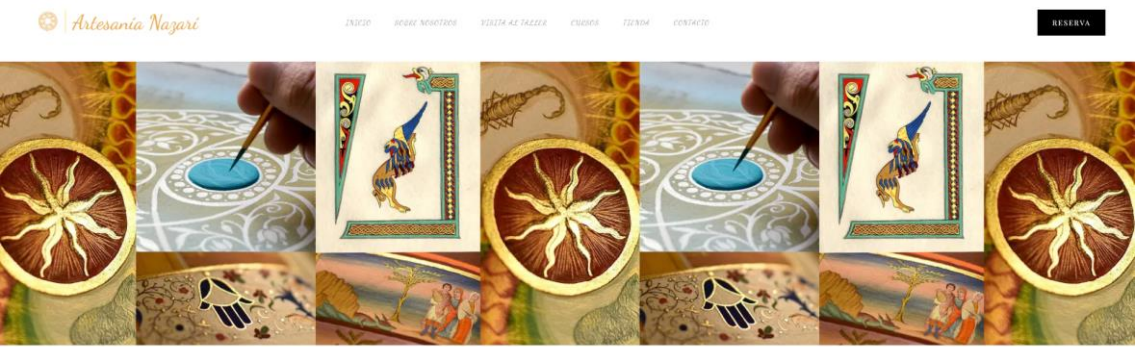 Artesanía Nazarí
INICIO SOBRE NOSOTROS VISITA AL TALLER CURSOS TIENDA CONTACTO
RESERVA